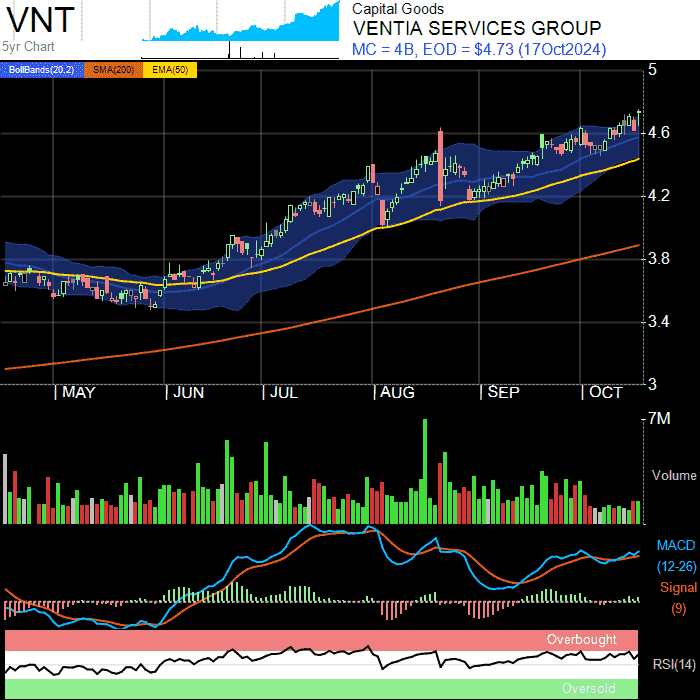 VNT
5yr Chart
Capital Goods
VENTIA SERVICES GROUP
MC = 4B, EOD = $4.73 (17Oct2024)
BollBands(20,2) SMA(200) EMA(50)
5
4.6
4.2
3.8
3.4
3
MAY JUN JUL AUG SEP OCT
7M
Volume
MACD
(12-26)
Signal
(9)
Overbought
RSI(14)
Oversold